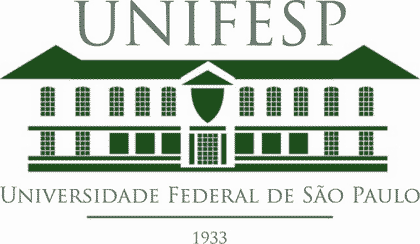 UNIFESP
UNIVERSIDADE FEDERAL DE SÃO PAULO
1933